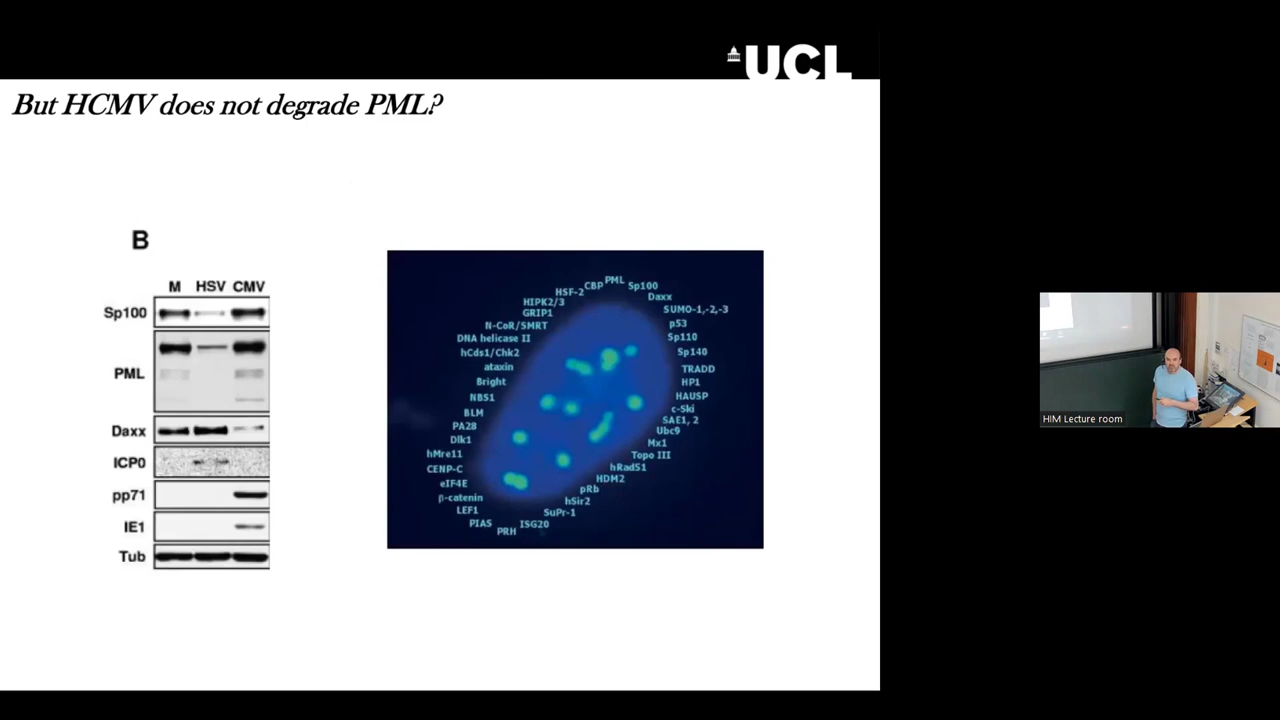 UCL
But HCMV does not degrade PML?
B
M HSV CMV
Sp100
PML
Daxx
ICP0
pp71
IE1
Tub
PML
CBP
Sp100
HSF-2
Daxx
HIPK2/3
SUMO-1,-2,-3
GRIP1
p53
N-CoR/SMRT
Sp110
DNA helicase II
Sp140
hCds1/Chk2
TRADD
ataxin
HP1
Bright
HAUSP
NBS1
c-Ski
BLM
SAE1, 2
PA28
Ubc9
Dlk1
Mx1
hMre11
Topo III
CENP-C
hRad51
eIF4E
HDM2
β-catenin
pRb
LEF1
hSir2
PIAS
SuPr-1
PRH
ISG20
HIM Lecture room